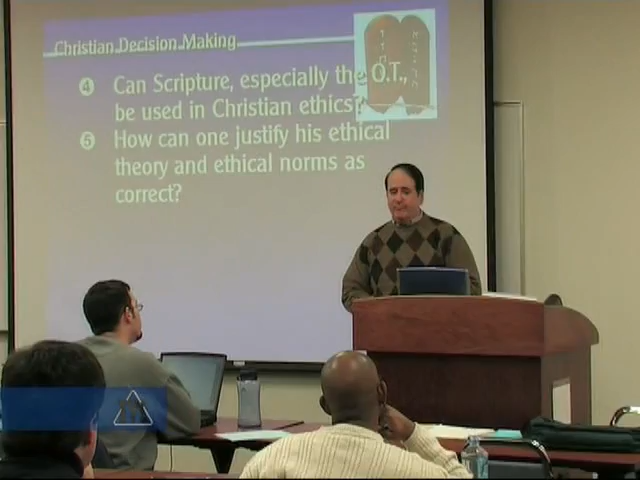 Christian Decision Making
4 Can Scripture, especially the O.T.,
be used in Christian ethics?
5 How can one justify his ethical
theory and ethical norms as
correct?